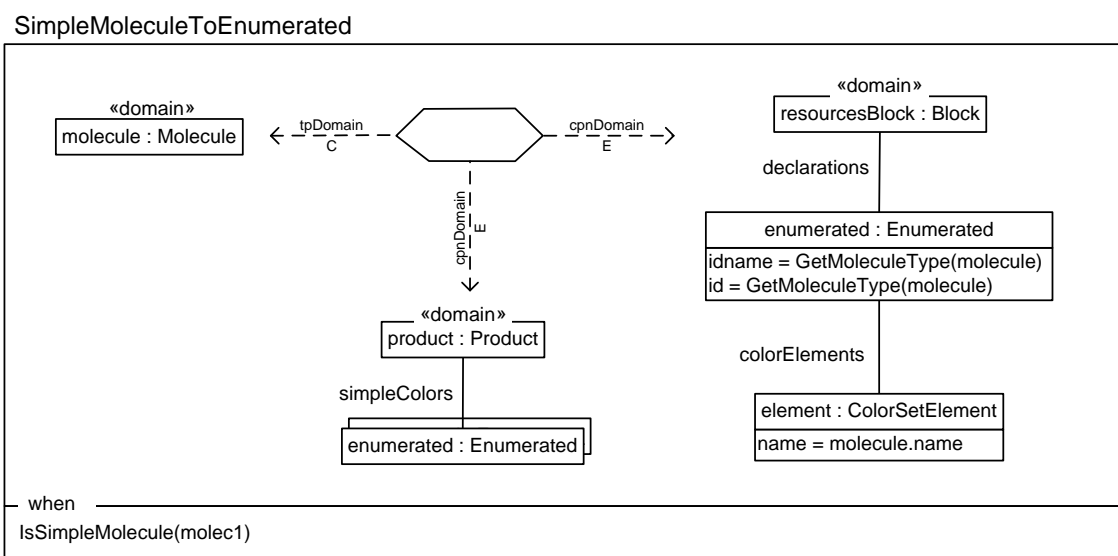 SimpleMoleculeToEnumerated
«domain»
molecule : Molecule
tpDomain
C
cpnDomain
E
«domain»
resourcesBlock : Block
declarations
enumerated : Enumerated
idname = GetMoleculeType(molecule)
id = GetMoleculeType(molecule)
colorElements
element : ColorSetElement
name = molecule.name
cpnDomain
E
«domain»
product : Product
simpleColors
enumerated : Enumerated
when
IsSimpleMolecule(molec1)